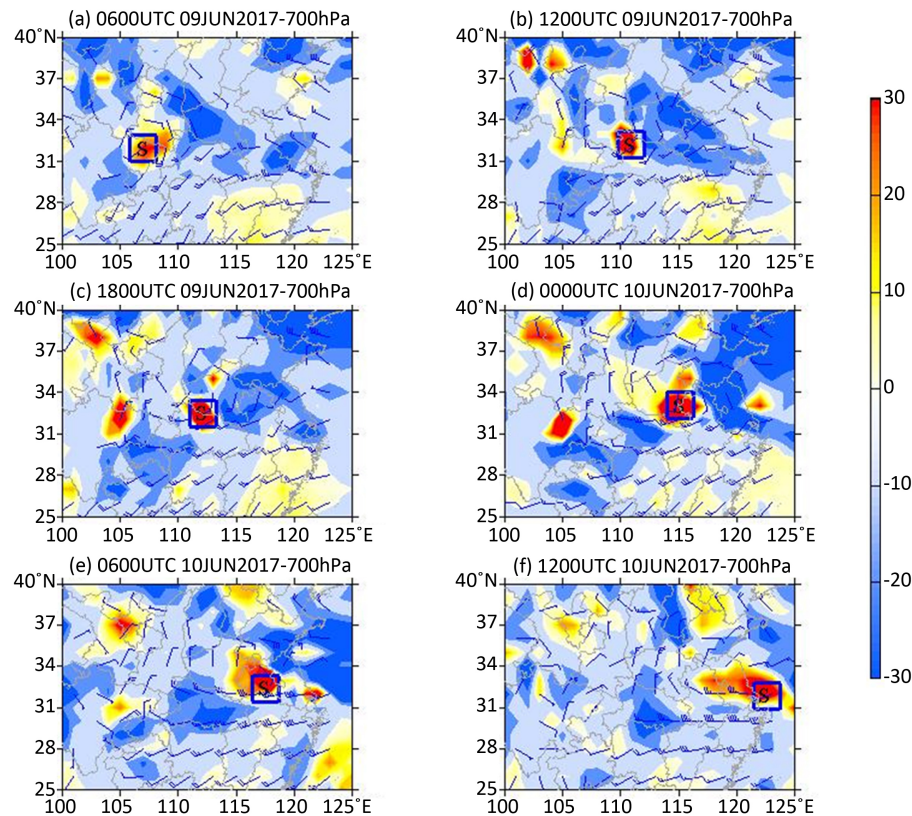 (a) 0600UTC 09JUN2017-700hPa
(b) 1200UTC 09JUN2017-700hPa
40°N
37
34
31
28
25
S
100 105 110 115 120 125°E
40°N
37
34
31
28
25
S
100 105 110 115 120 125°E
(c) 1800UTC 09JUN2017-700hPa
(d) 0000UTC 10JUN2017-700hPa
40°N
37
34
31
28
25
S
100 105 110 115 120 125°E
40°N
37
34
31
28
25
100 105 110 115 120 125°E
(e) 0600UTC 10JUN2017-700hPa
(f) 1200UTC 10JUN2017-700hPa
40°N
37
34
31
28
25
S
100 105 110 115 120 125°E
40°N
37
34
31
28
25
S
100 105 110 115 120 125°E
30
20
10
0
-10
-20
-30